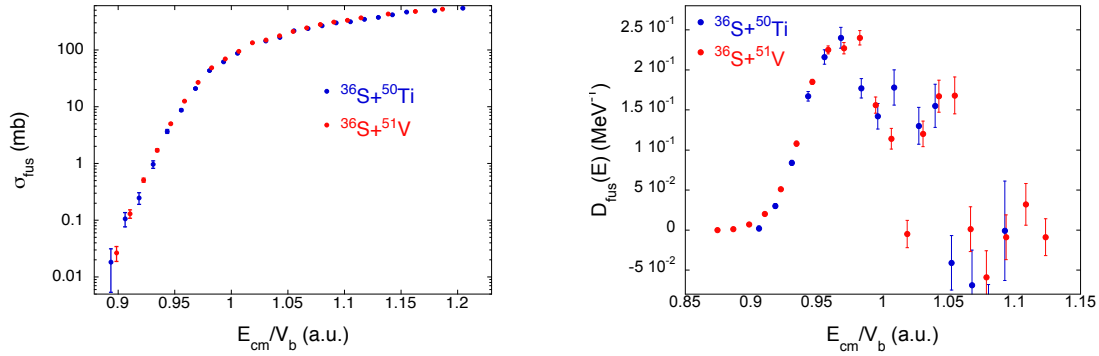 100
10
1
0.1
0.01
σfus (mb)
³⁶S+⁵⁰Ti
³⁶S+⁵¹V
0.9 0.95 1 1.05 1.1 1.15 1.2
Ecm/Vb (a.u.)
2.5 10⁻¹
2 10⁻¹
1.5 10⁻¹
1 10⁻¹
5 10⁻²
0
-5 10⁻²
Dfus(E) (MeV⁻¹)
³⁶S+⁵⁰Ti
³⁶S+⁵¹V
0.85 0.9 0.95 1 1.05 1.1 1.15
Ecm/Vb (a.u.)